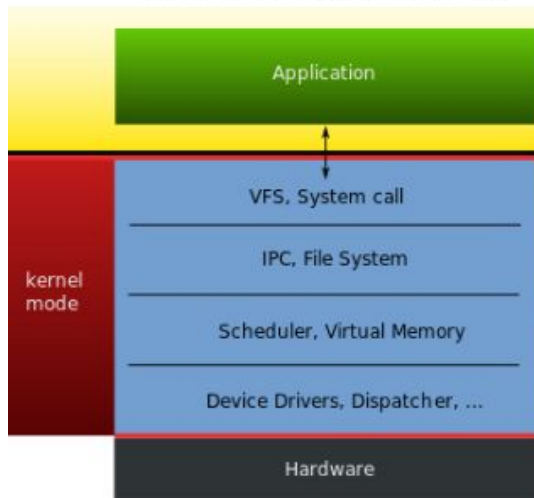 Application
VFS, System call
IPC, File System
kernel
mode
Scheduler, Virtual Memory
Device Drivers, Dispatcher, ...
Hardware